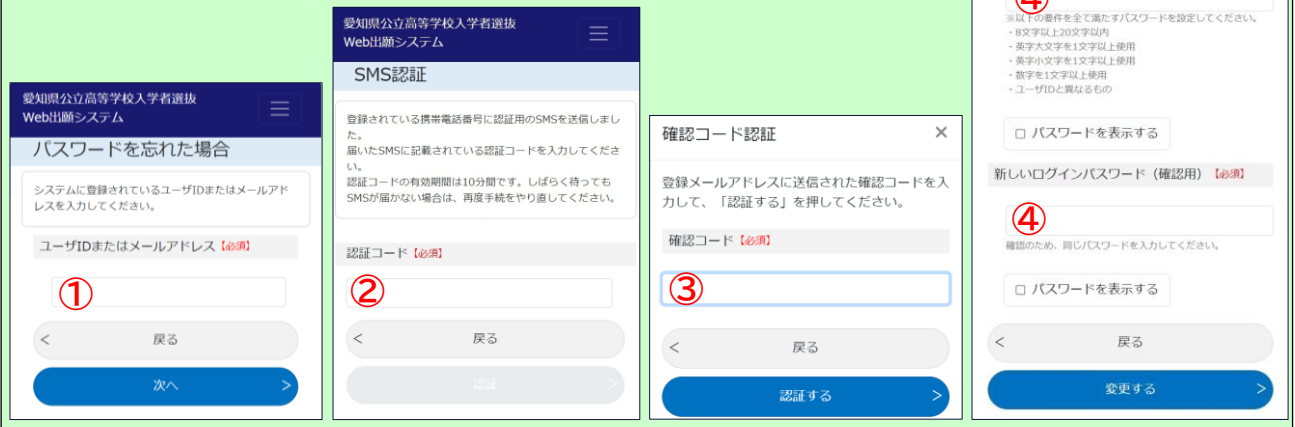 愛知県公立高等学校入学者選抜
Web出願システム
パスワードを忘れた場合
システムに登録されているユーザIDまたはメールアド
レスを入力してください。
ユーザIDまたはメールアドレス【必須】
①
< 戻る
次へ >
愛知県公立高等学校入学者選抜
Web出願システム
SMS認証
登録されている携帯電話番号に認証用のSMSを送信しまし
た。
届いたSMSに記載されている認証コードを入力してくださ
い。
認証コードの有効期間は10分間です。しばらく待っても
SMSが届かない場合は、再度手続をやり直してください。
認証コード【必須】
②
< 戻る
認証 >
確認コード認証 ×
登録メールアドレスに送信された確認コードを入
力して、「認証する」を押してください。
確認コード【必須】
③
< 戻る
認証する >
④
※以下の要件を全て満たすパスワードを設定してください。
・8文字以上20文字以内
・英字大文字を1文字以上使用
・英字小文字を1文字以上使用
・数字を1文字以上使用
・ユーザIDと異なるもの
パスワードを表示する
新しいログインパスワード（確認用）【必須】
④
確認のため、同じパスワードを入力してください。
パスワードを表示する
< 戻る
変更する >